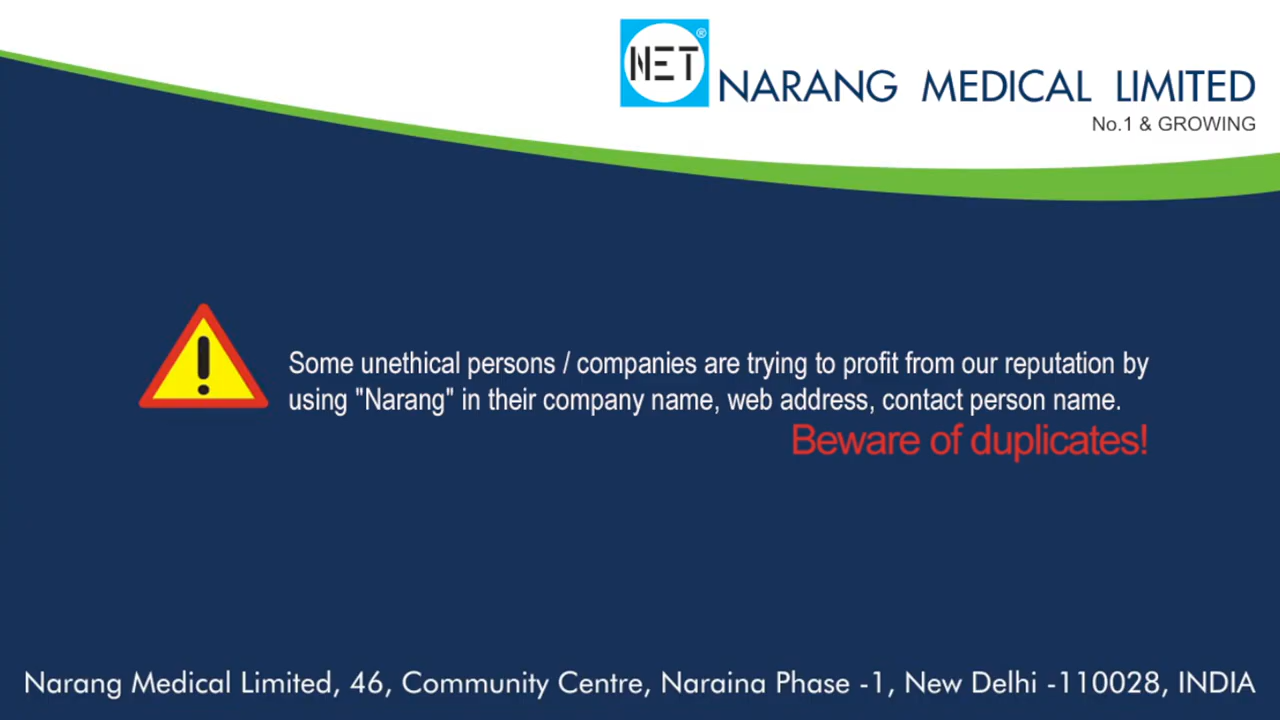 NET®
NARANG MEDICAL LIMITED
No.1 & GROWING
Some unethical persons / companies are trying to profit from our reputation by
using "Narang" in their company name, web address, contact person name.
Beware of duplicates!
Narang Medical Limited, 46, Community Centre, Naraina Phase -1, New Delhi -110028, INDIA